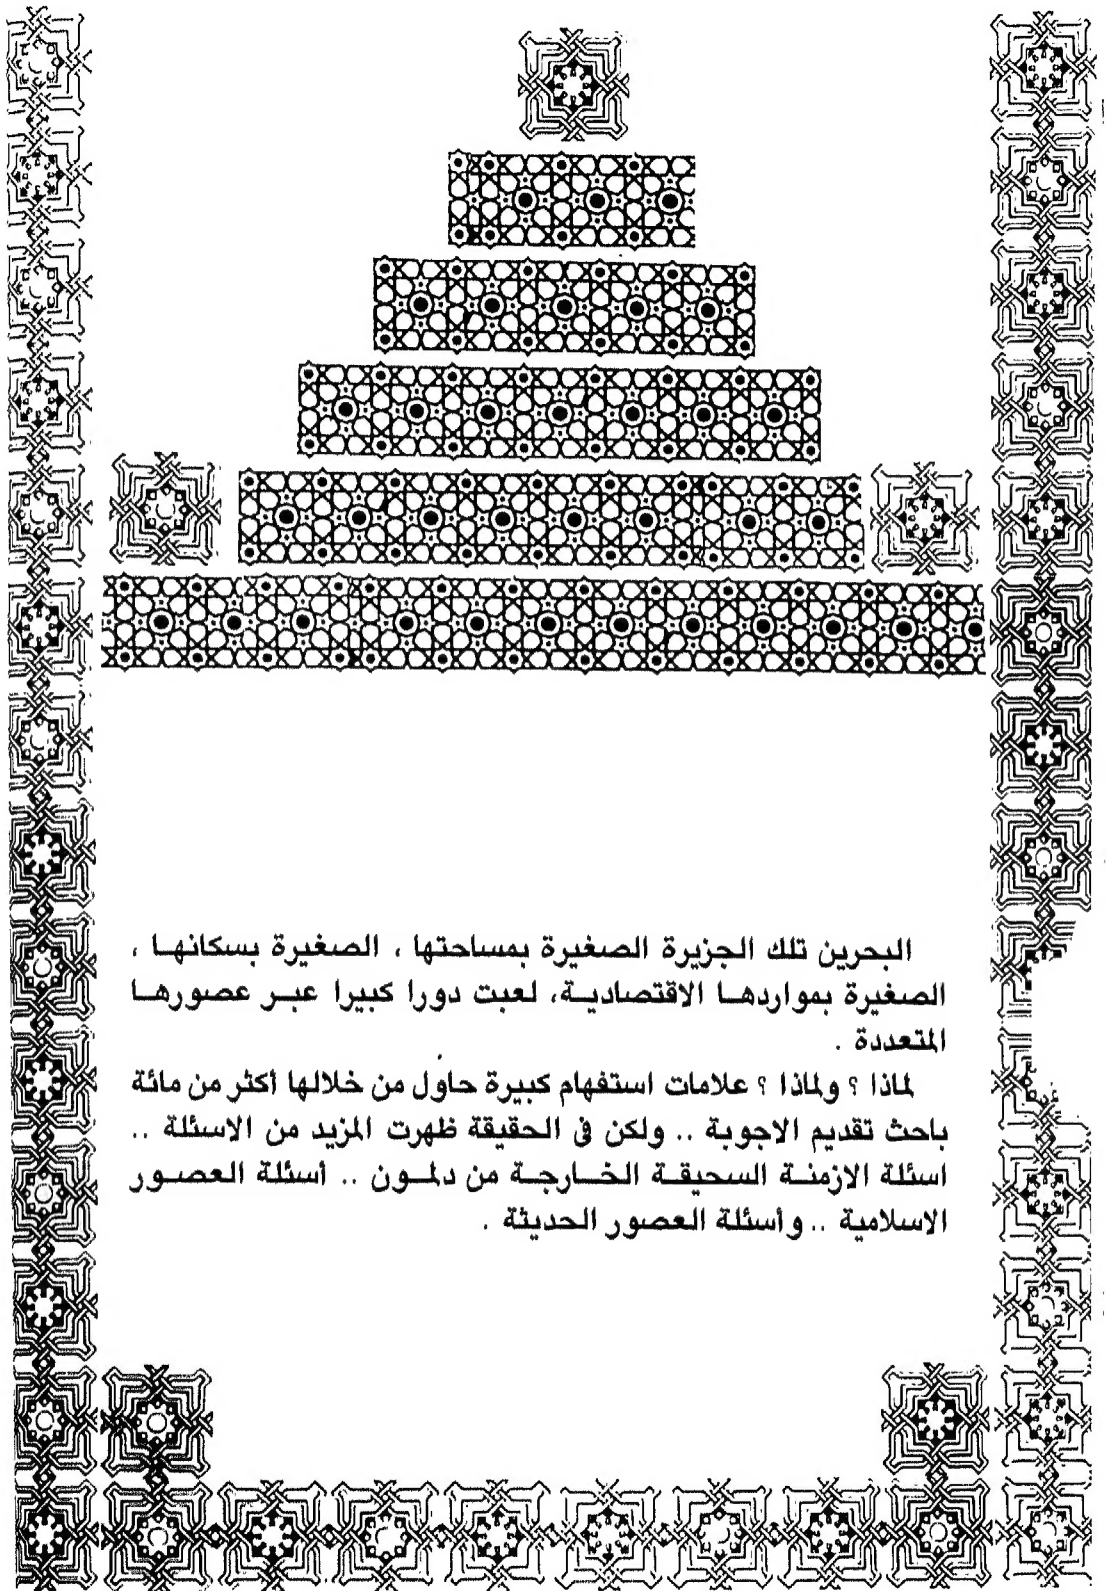 البحرين تلك الجزيرة الصغيرة بمساحتها ، الصغيرة بسكانها ،
الصغيرة بمواردها الاقتصادية، لعبت دورا كبيرا عبر عصورها
المتعددة .
لماذا ؟ ولماذا ؟ علامات استفهام كبيرة حاول من خلالها أكثر من مائة
باحث تقديم الاجوبة .. ولكن في الحقيقة ظهرت المزيد من الاسئلة ..
اسئلة الازمنة السحيقة الخارجة من دلمون .. أسئلة العصور
الاسلامية .. وأسئلة العصور الحديثة .